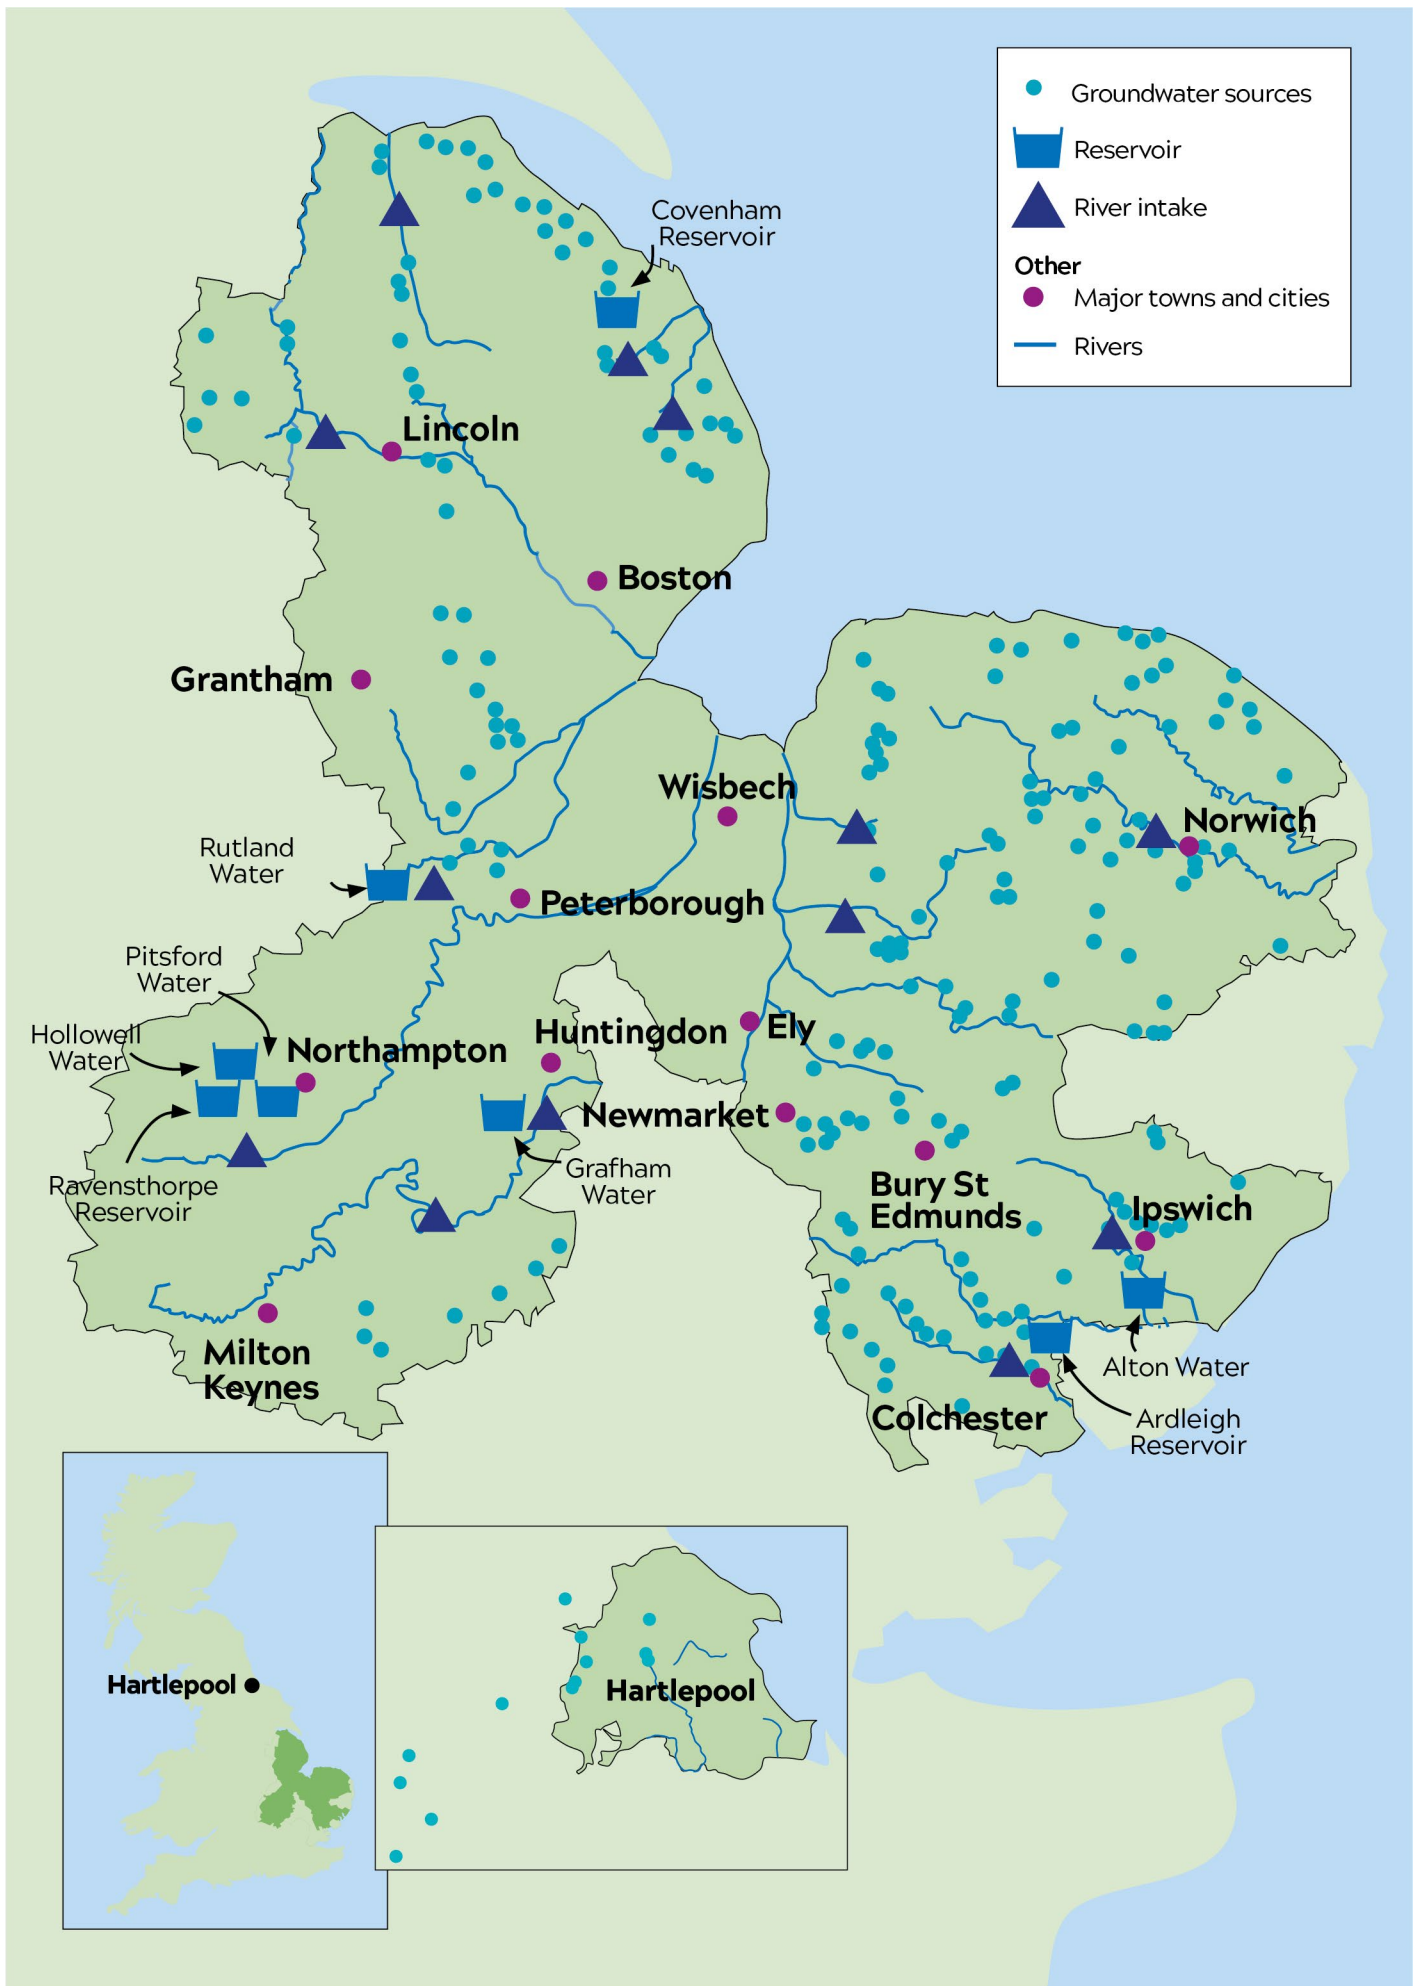 Groundwater sources
Reservoir
River intake
Other
Major towns and cities
Rivers
Covenham
Reservoir
Lincoln
Boston
Grantham
Wisbech
Norwich
Rutland
Water
Peterborough
Pitsford
Water
Hollowell
Water
Northampton
Huntingdon
Ely
Newmarket
Grafham
Water
Ravensthorpe
Reservoir
Bury St
Edmunds
Ipswich
Milton
Keynes
Alton Water
Colchester
Ardleigh
Reservoir
Hartlepool
Hartlepool